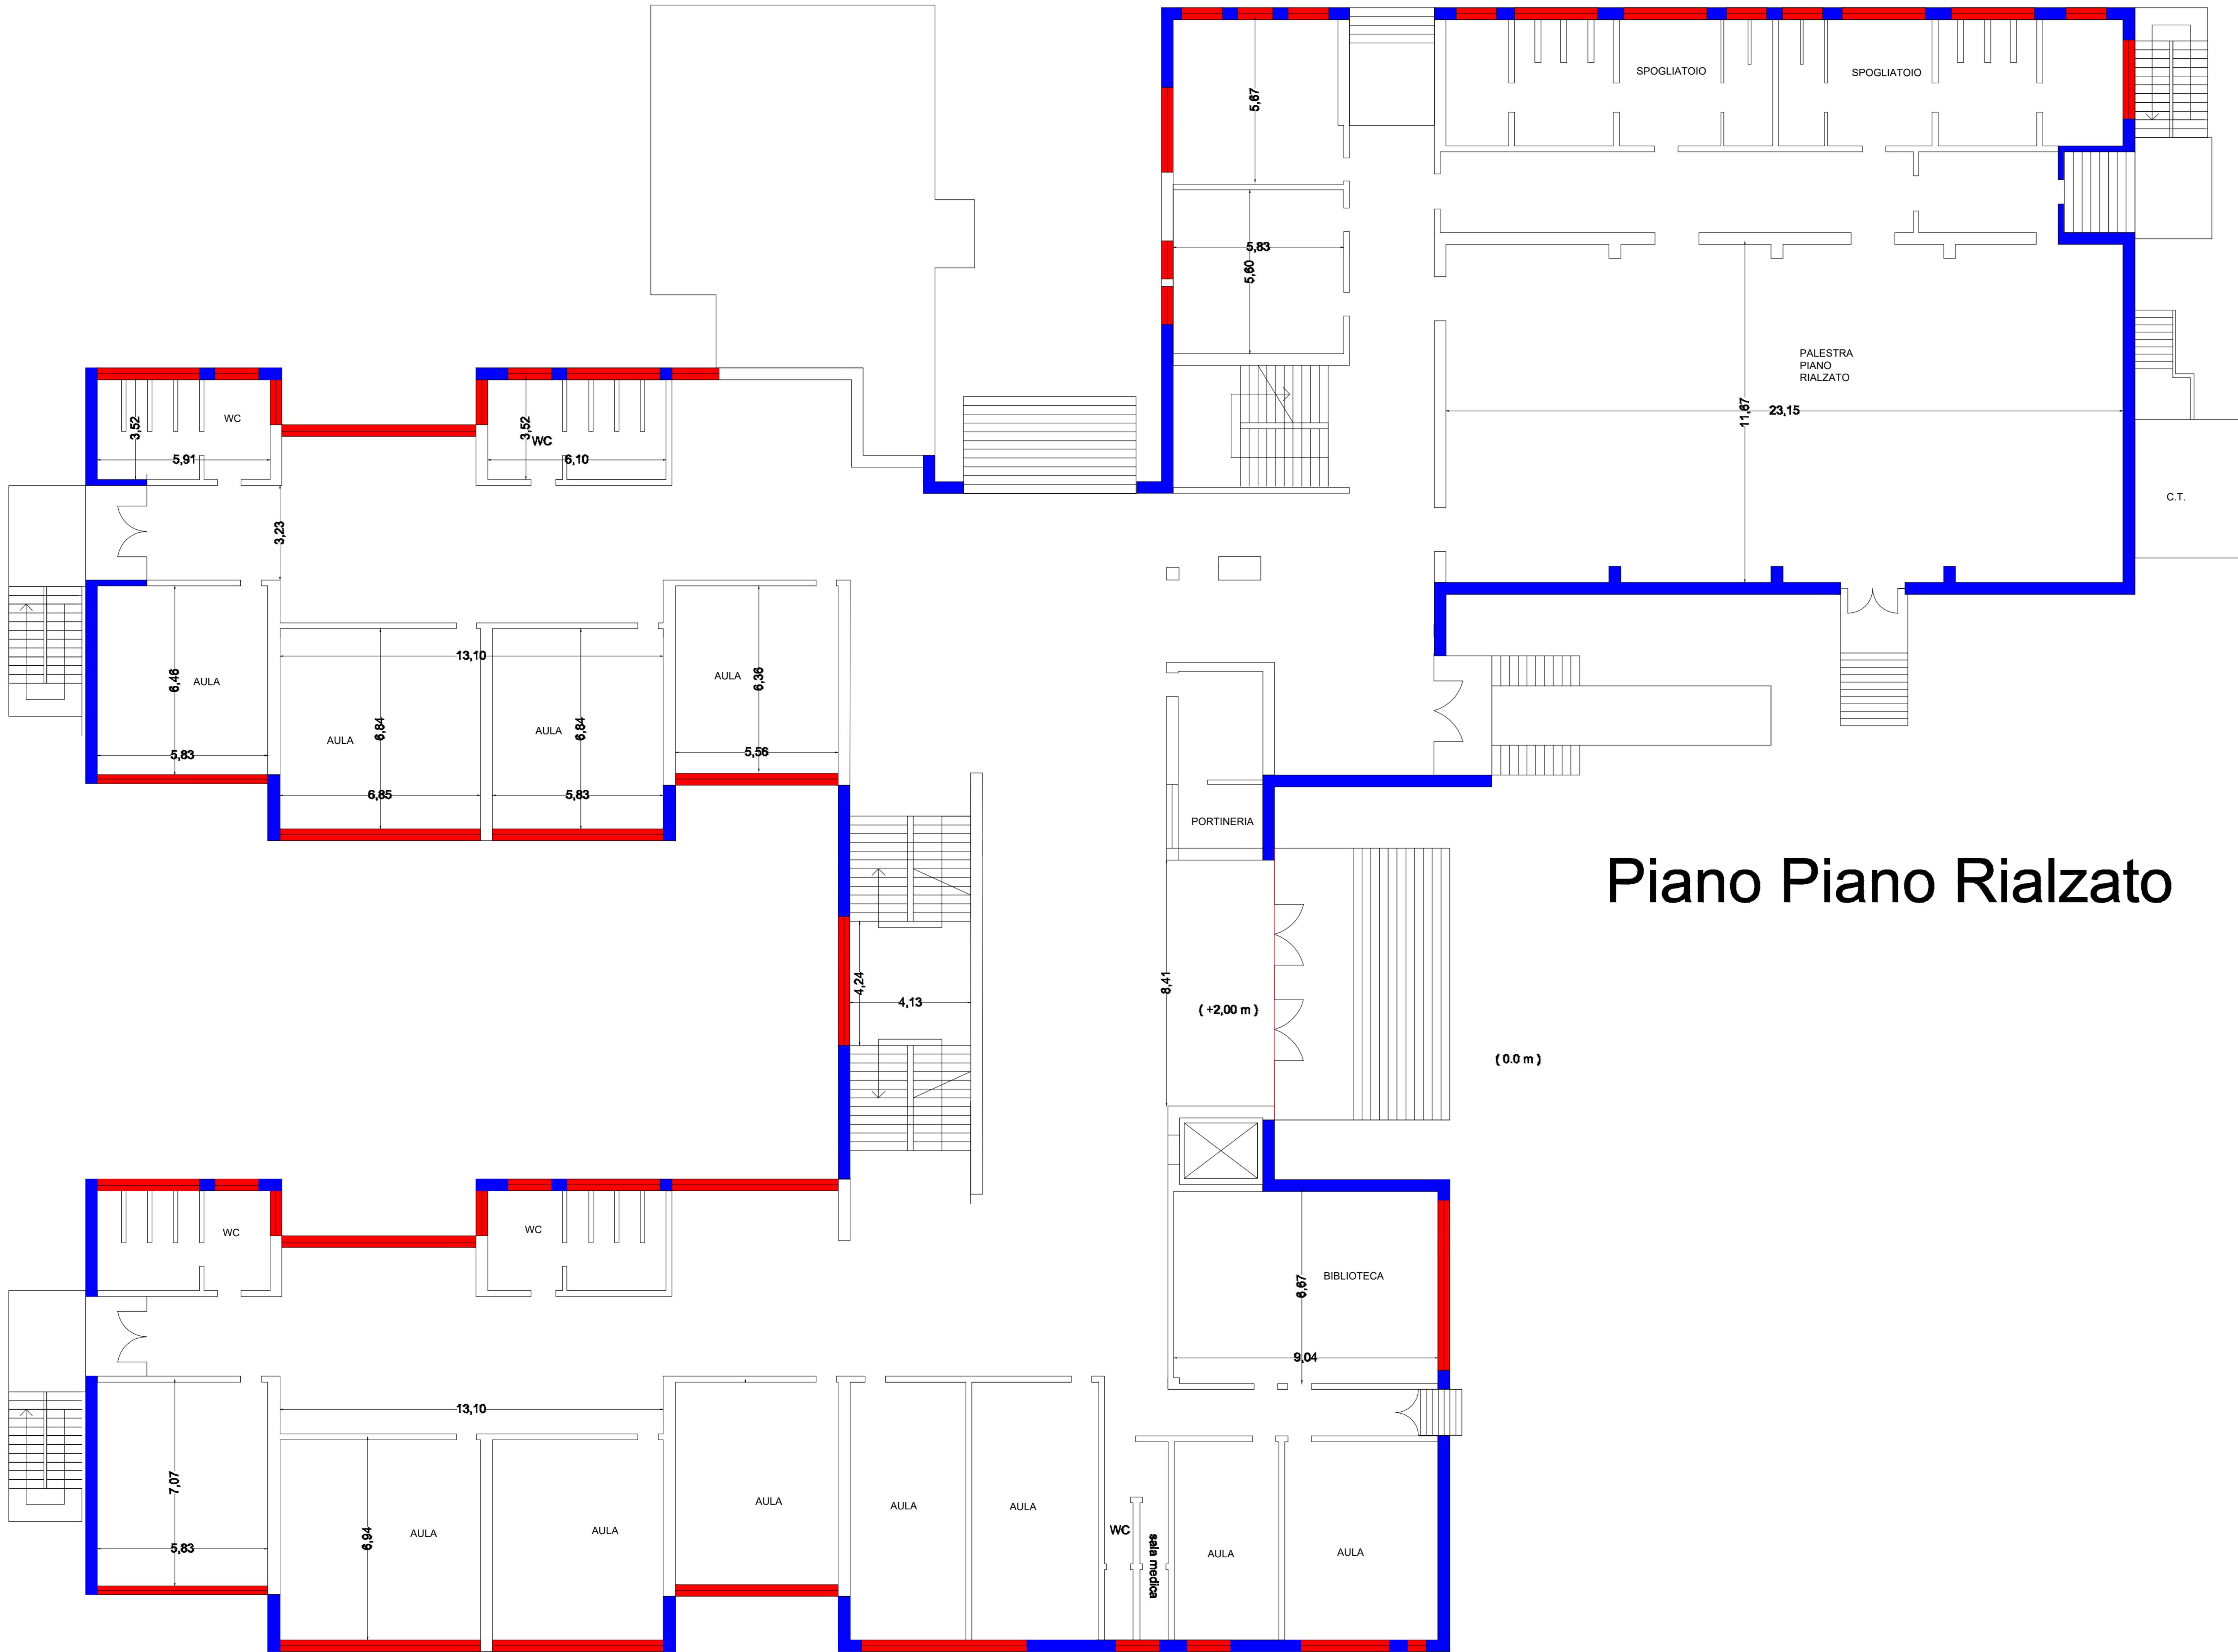 SPOGLIATOIO
SPOGLIATOIO
5,67
5,83
5,60
PALESTRA
PIANO
RIALZATO
11,67
23,15
C.T.
3,52
WC
5,91
3,52
WC
6,10
3,23
6,46
AULA
5,83
13,10
AULA
6,84
AULA
6,84
6,85
5,83
AULA
6,36
5,56
PORTINERIA
Piano Piano Rialzato
4,24
4,13
8,41
( +2,00 m )
( 0.0 m )
WC
WC
BIBLIOTECA
6,67
9,04
13,10
7,07
5,83
6,94
AULA
AULA
AULA
AULA
AULA
WC
sala medica
AULA
AULA